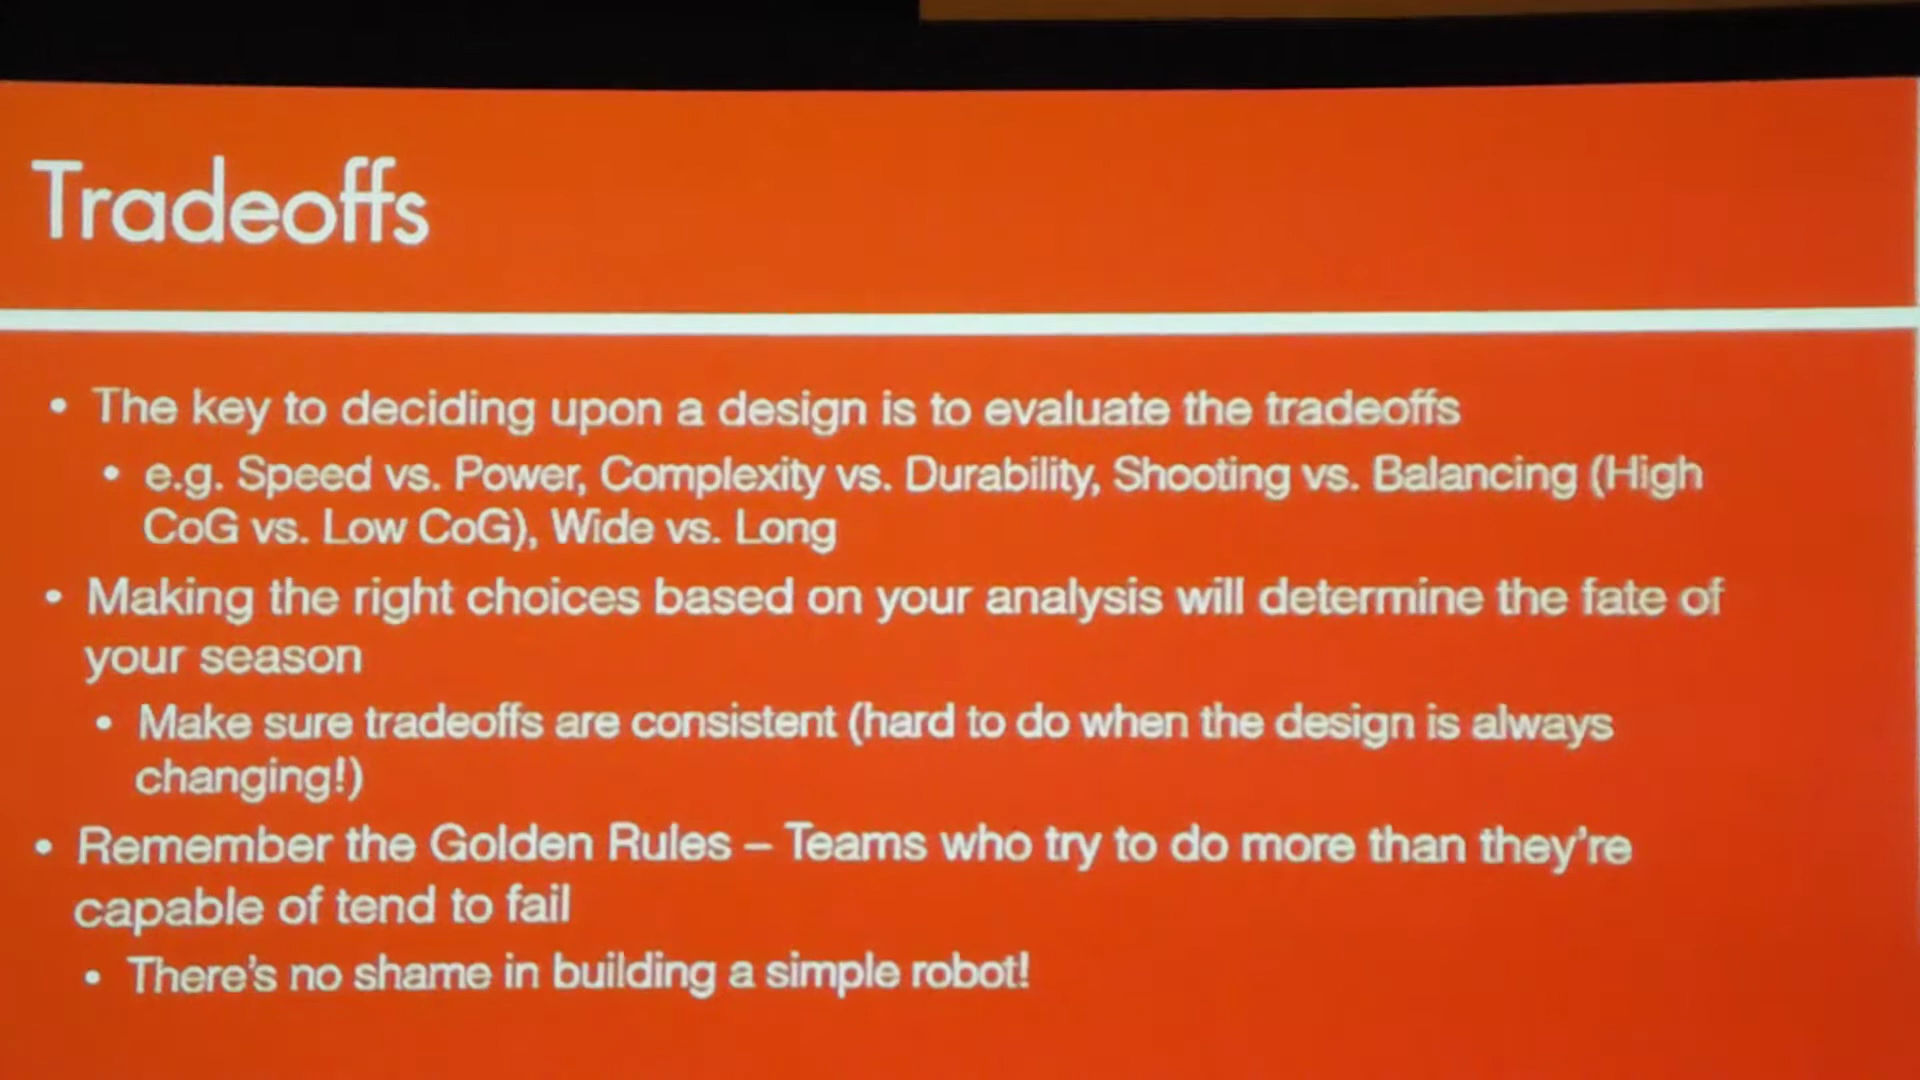 Tradeoffs
• The key to deciding upon a design is to evaluate the tradeoffs
• e.g. Speed vs. Power, Complexity vs. Durability, Shooting vs. Balancing (High
CoG vs. Low CoG), Wide vs. Long
• Making the right choices based on your analysis will determine the fate of
your season
• Make sure tradeoffs are consistent (hard to do when the design is always
changing!)
• Remember the Golden Rules – Teams who try to do more than they’re
capable of tend to fail
• There’s no shame in building a simple robot!